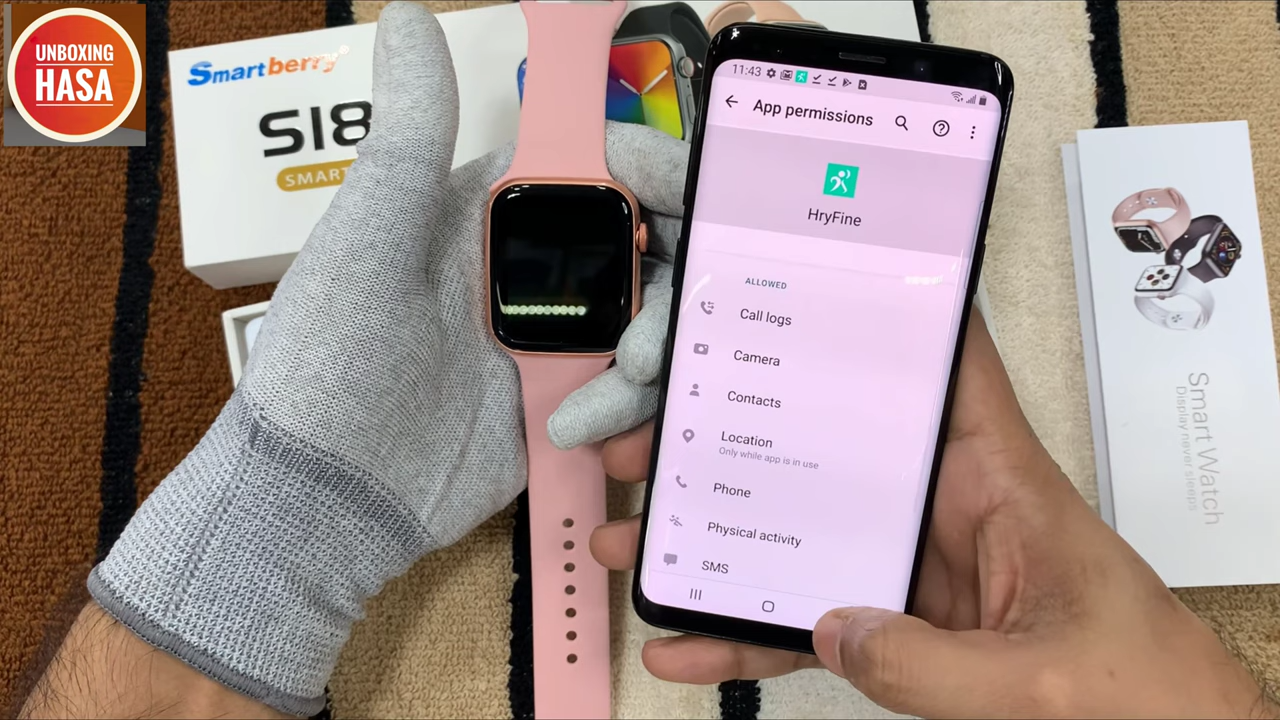 UNBOXING
HASA
Smartberry
S18
SMART
11:43
App permissions
HryFine
ALLOWED
Call logs
Camera
Contacts
Location
Only while app is in use
Phone
Physical activity
SMS
Smart Watch
Display never sleeps